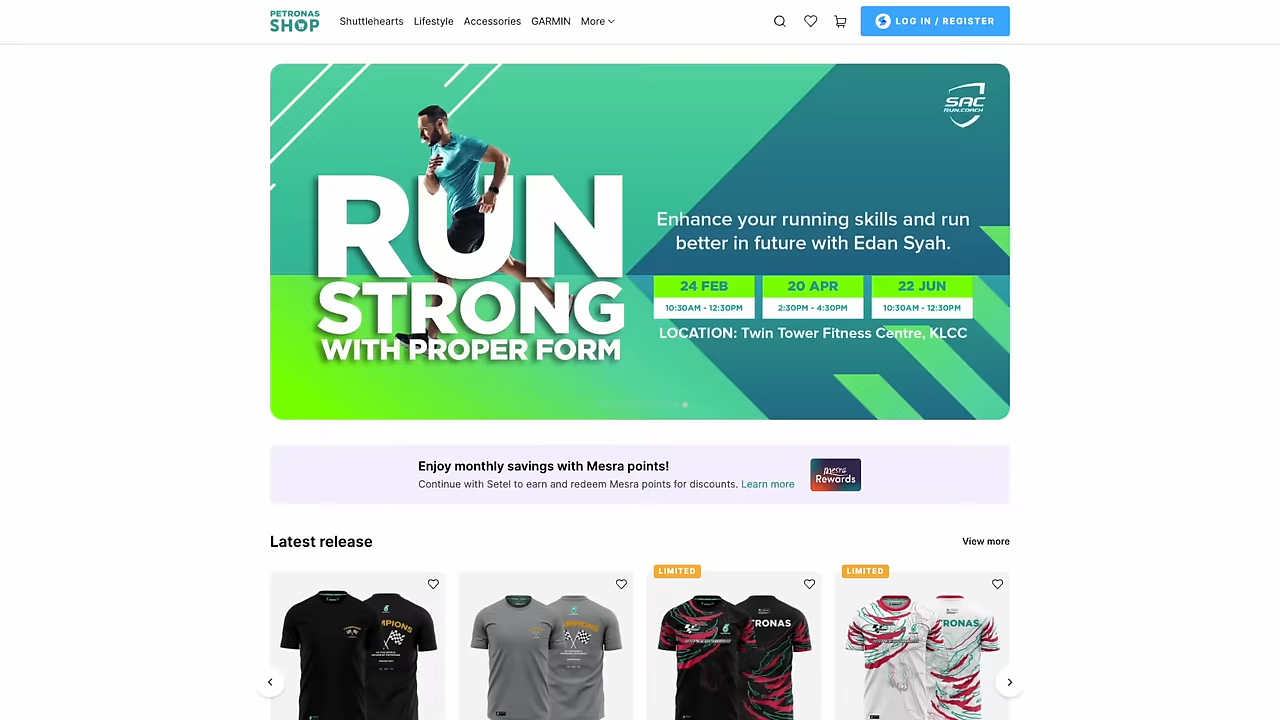 PETRONAS
SHOP
Shuttlehearts Lifestyle Accessories GARMIN More
LOG IN / REGISTER
SAC
RUN.COACH
RUN
STRONG
WITH PROPER FORM
Enhance your running skills and run
better in future with Edan Syah.
24 FEB 20 APR 22 JUN
10:30AM - 12:30PM 2:30PM - 4:30PM 10:30AM - 12:30PM
LOCATION: Twin Tower Fitness Centre, KLCC
Enjoy monthly savings with Mesra points!
Continue with Setel to earn and redeem Mesra points for discounts. Learn more
mesra
Rewards
Latest release
View more
LIMITED
LIMITED